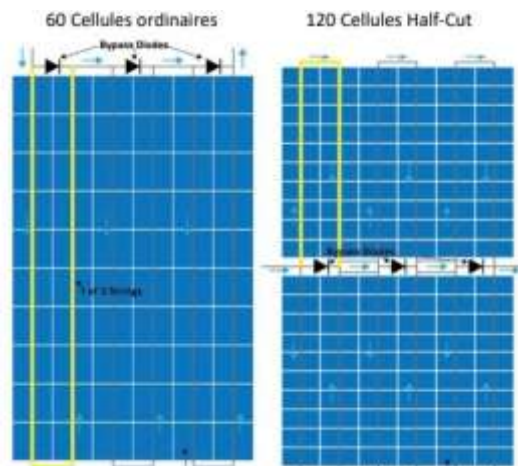 60 Cellules ordinaires
120 Cellules Half-Cut
Bypass Diodes
Bypass Diodes
1 of 3 Strings